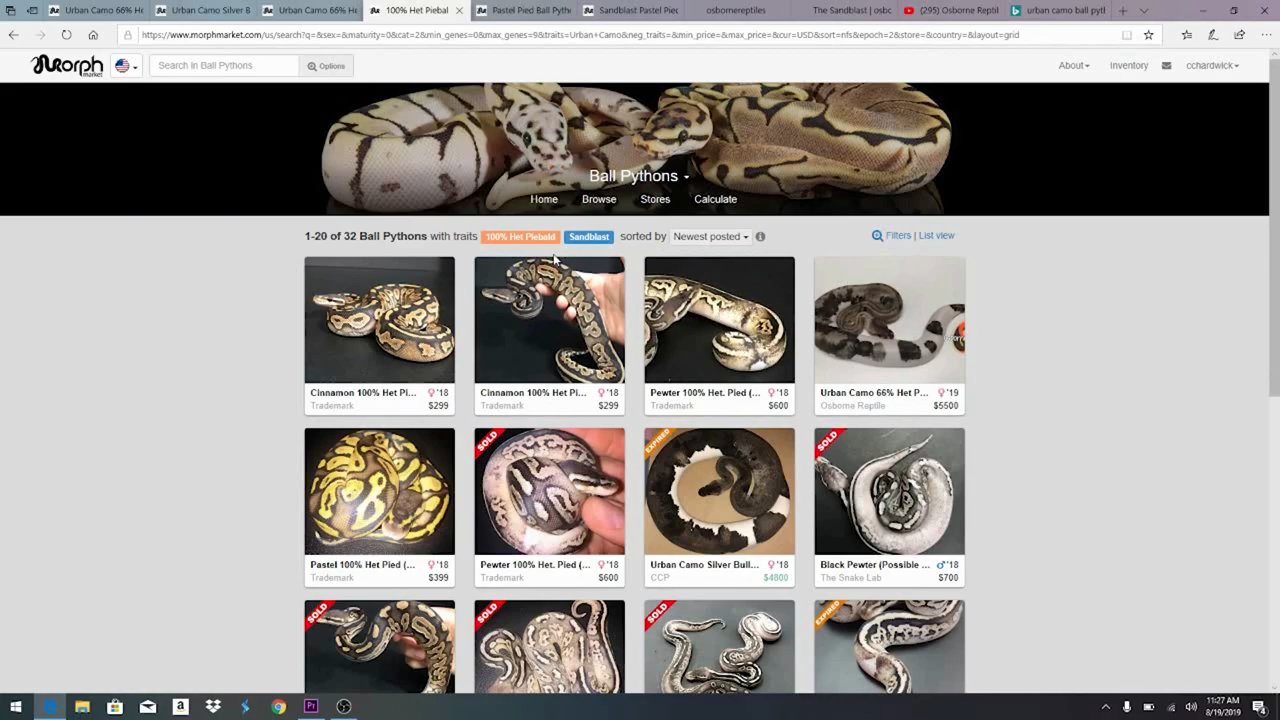 Urban Camo 66% He
Urban Camo Silver B
Urban Camo 66% He
100% Het Piebal
Pastel Pied Ball Pyth
Sandblast Pastel Piec
osbornereptiles
The Sandblast | osbc
(295) Osborne Reptil
urban camo ball pyth
https://www.morphmarket.com/us/search?q=&sex=&maturity=0&cat=2&min_genes=0&max_genes=9&traits=Urban+Camo&neg_traits=&min_price=&max_price=&cur=USD&sort=nfs&epoch=2&store=&country=&layout=grid
Morph
market
Search in Ball Pythons
Options
About
Inventory
cchardwick
Ball Pythons
Home Browse Stores Calculate
1-20 of 32 Ball Pythons with traits 100% Het Piebald Sandblast sorted by Newest posted
Filters | List view
Cinnamon 100% Het Pi... ♀'18
Trademark $299
Cinnamon 100% Het Pi... ♀'18
Trademark $299
Pewter 100% Het. Pied (... ♀'18
Trademark $600
Urban Camo 66% Het P... ♀'19
Osborne Reptile $5500
Pastel 100% Het Pied (... ♀'18
Trademark $399
SOLD
Pewter 100% Het. Pied (... ♀'18
Trademark $600
EXPIRED
Urban Camo Silver Bull... ♀'18
CCP $4800
SOLD
Black Pewter (Possible ... ♂'18
The Snake Lab $700
SOLD
SOLD
SOLD
EXPIRED
a
Pr
11:27 AM
8/19/2019